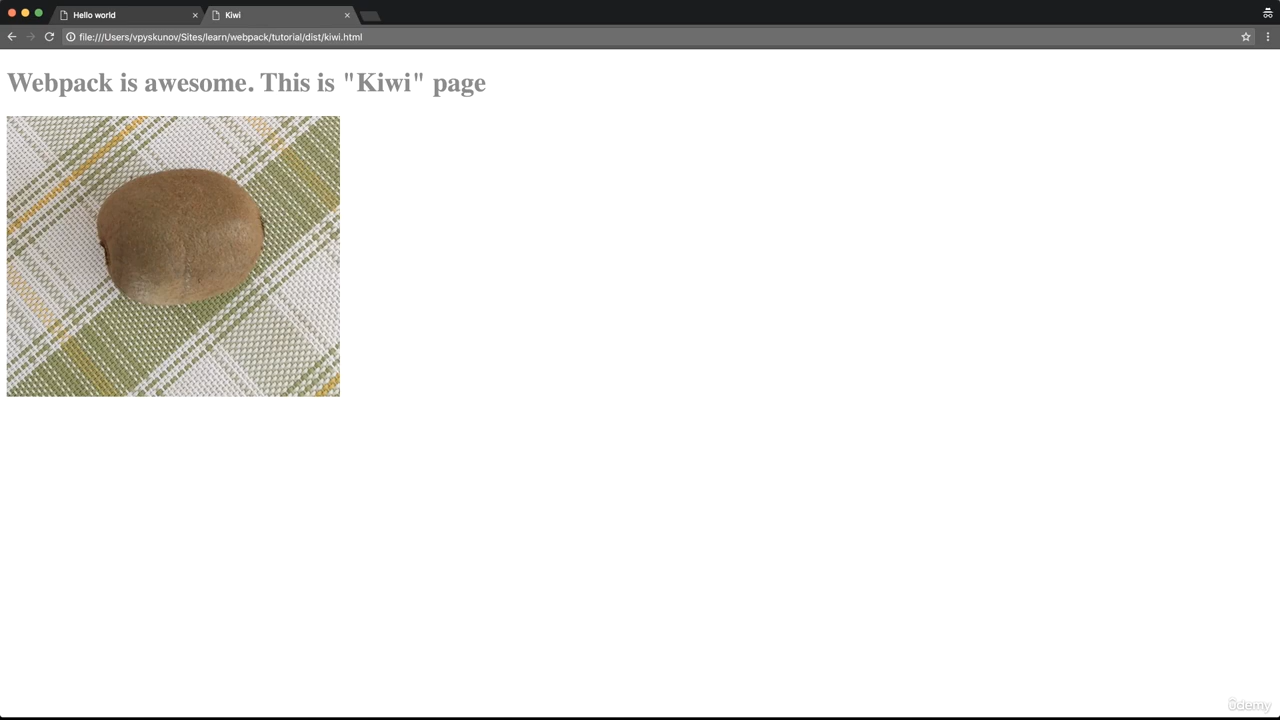 Hello world
Kiwi
file:///Users/vpyskunov/Sites/learn/webpack/tutorial/dist/kiwi.html
Webpack is awesome. This is "Kiwi" page
ûdemy